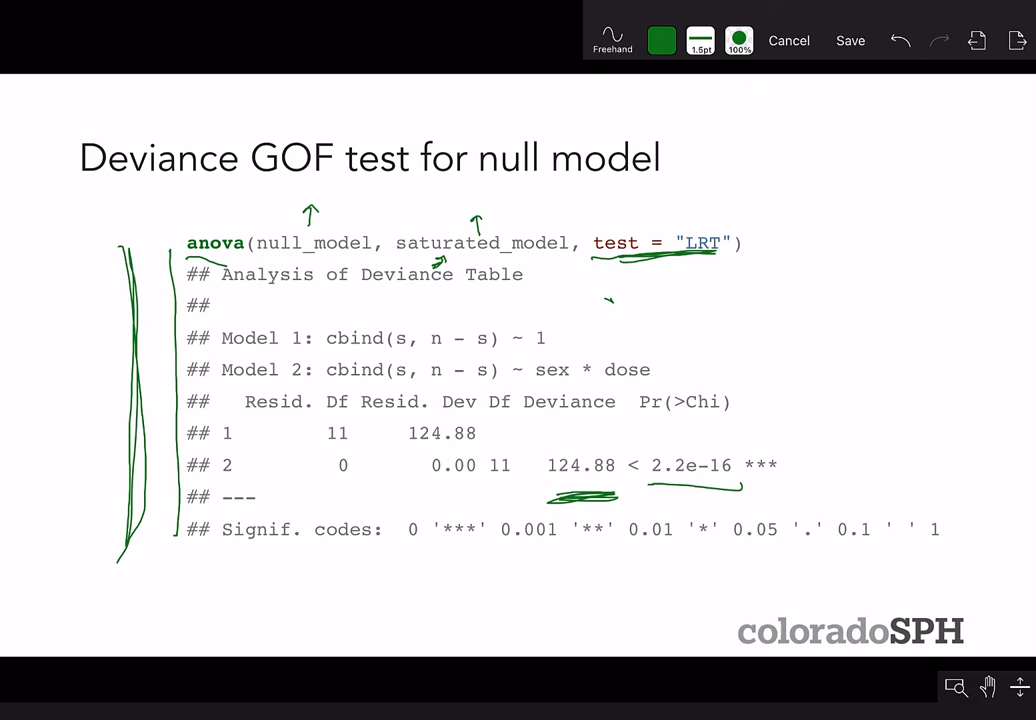 Freehand
1.5pt
100%
Cancel
Save
Deviance GOF test for null model
anova(null_model, saturated_model, test = "LRT")
## Analysis of Deviance Table
##
## Model 1: cbind(s, n - s) ~ 1
## Model 2: cbind(s, n - s) ~ sex * dose
##   Resid. Df Resid. Dev Df Deviance  Pr(>Chi)
## 1        11     124.88
## 2         0       0.00 11   124.88 < 2.2e-16 ***
## ---
## Signif. codes:  0 '***' 0.001 '**' 0.01 '*' 0.05 '.' 0.1 ' ' 1
coloradoSPH